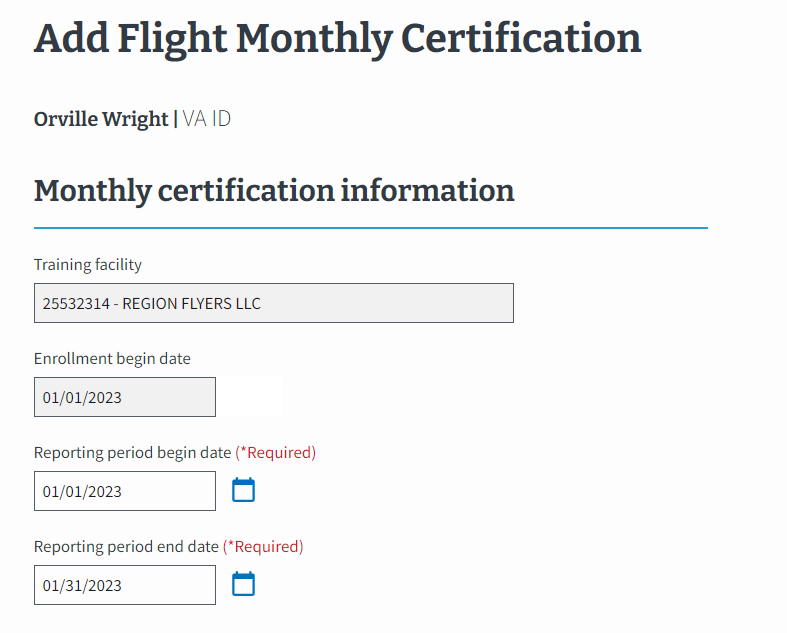 Add Flight Monthly Certification
Orville Wright | VA ID
Monthly certification information
Training facility
25532314 - REGION FLYERS LLC
Enrollment begin date
01/01/2023
Reporting period begin date (*Required)
01/01/2023
Reporting period end date (*Required)
01/31/2023